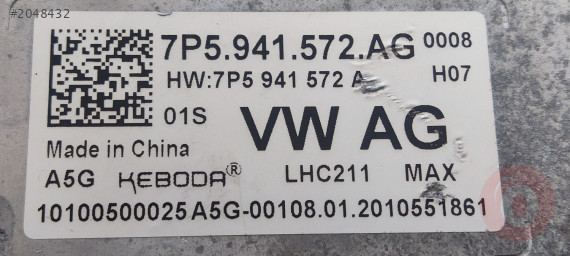 #2048432
7P5.941.572.AG 0008
HW:7P5 941 572 A H07
01S VW AG
Made in China
A5G KEBODA® LHC211 MAX
10100500025 A5G-00108.01.2010551861